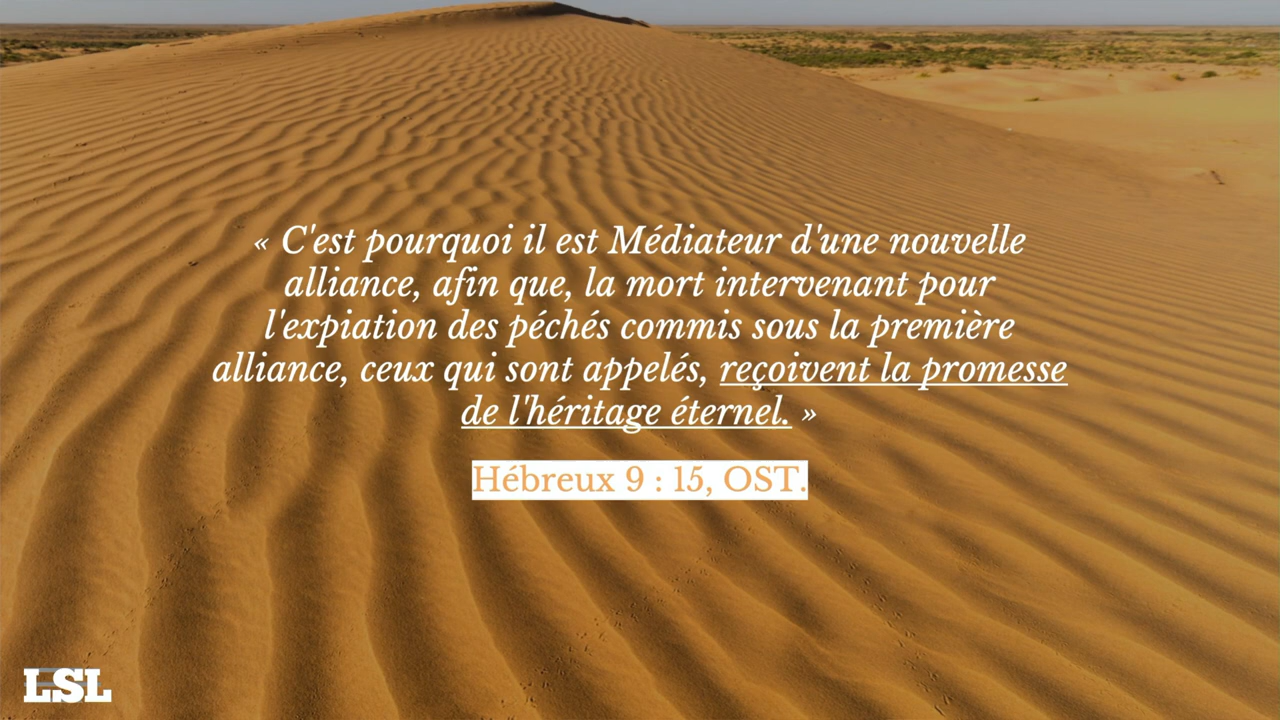 « C'est pourquoi il est Médiateur d'une nouvelle
alliance, afin que, la mort intervenant pour
l'expiation des péchés commis sous la première
alliance, ceux qui sont appelés, reçoivent la promesse
de l'héritage éternel. »
Hébreux 9 : 15, OST.
LSL